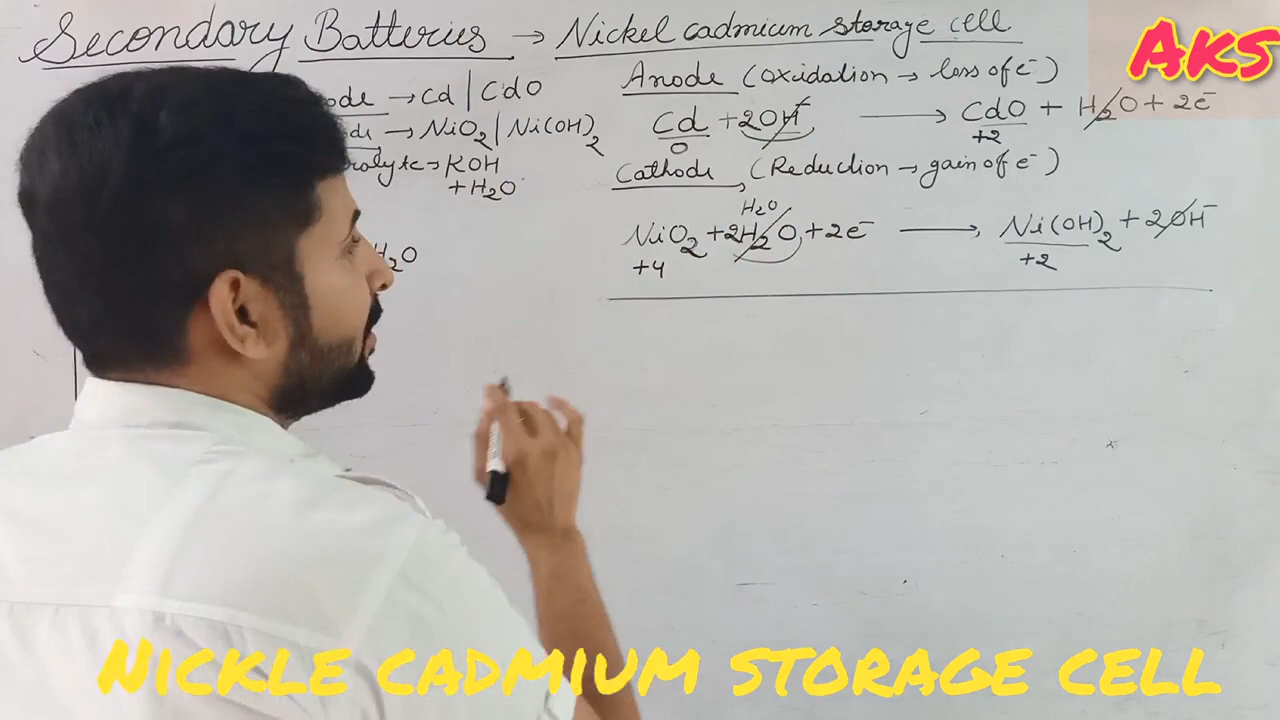 Secondary Batteries → Nickel cadmium storage cell
AKS
ode → Cd | CdO
→ NiO2 | Ni(OH)2
rolyte → KOH
+ H2O
H2O
Anode (oxidation → loss of e⁻)
Cd + 2OH⁻ → CdO + H2O + 2e⁻
0 +2
Cathode, (Reduction → gain of e⁻)
H2O
NiO2 + 2H2O + 2e⁻ → Ni(OH)2 + 2OH⁻
+4 +2
NICKLE CADMIUM STORAGE CELL